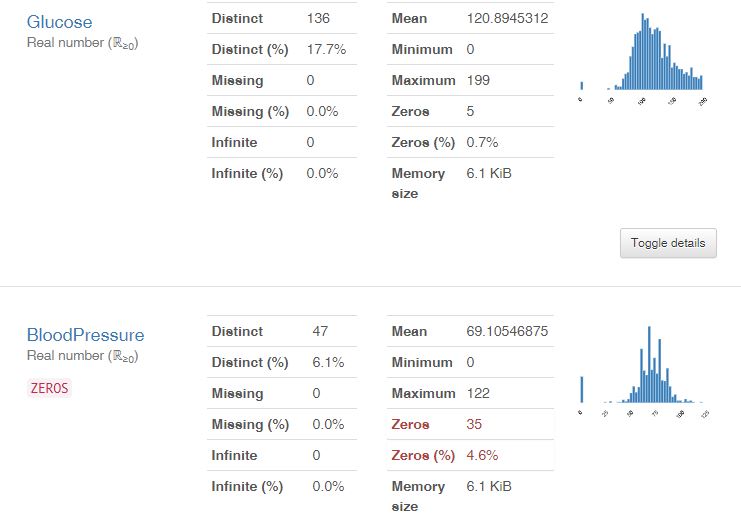 Glucose
Real number (ℝ≥0)
Distinct 136
Distinct (%) 17.7%
Missing 0
Missing (%) 0.0%
Infinite 0
Infinite (%) 0.0%
Mean 120.8945312
Minimum 0
Maximum 199
Zeros 5
Zeros (%) 0.7%
Memory size 6.1 KiB
0 50 100 150 200
Toggle details
BloodPressure
Real number (ℝ≥0)
ZEROS
Distinct 47
Distinct (%) 6.1%
Missing 0
Missing (%) 0.0%
Infinite 0
Infinite (%) 0.0%
Mean 69.10546875
Minimum 0
Maximum 122
Zeros 35
Zeros (%) 4.6%
Memory size 6.1 KiB
0 25 50 75 100 125